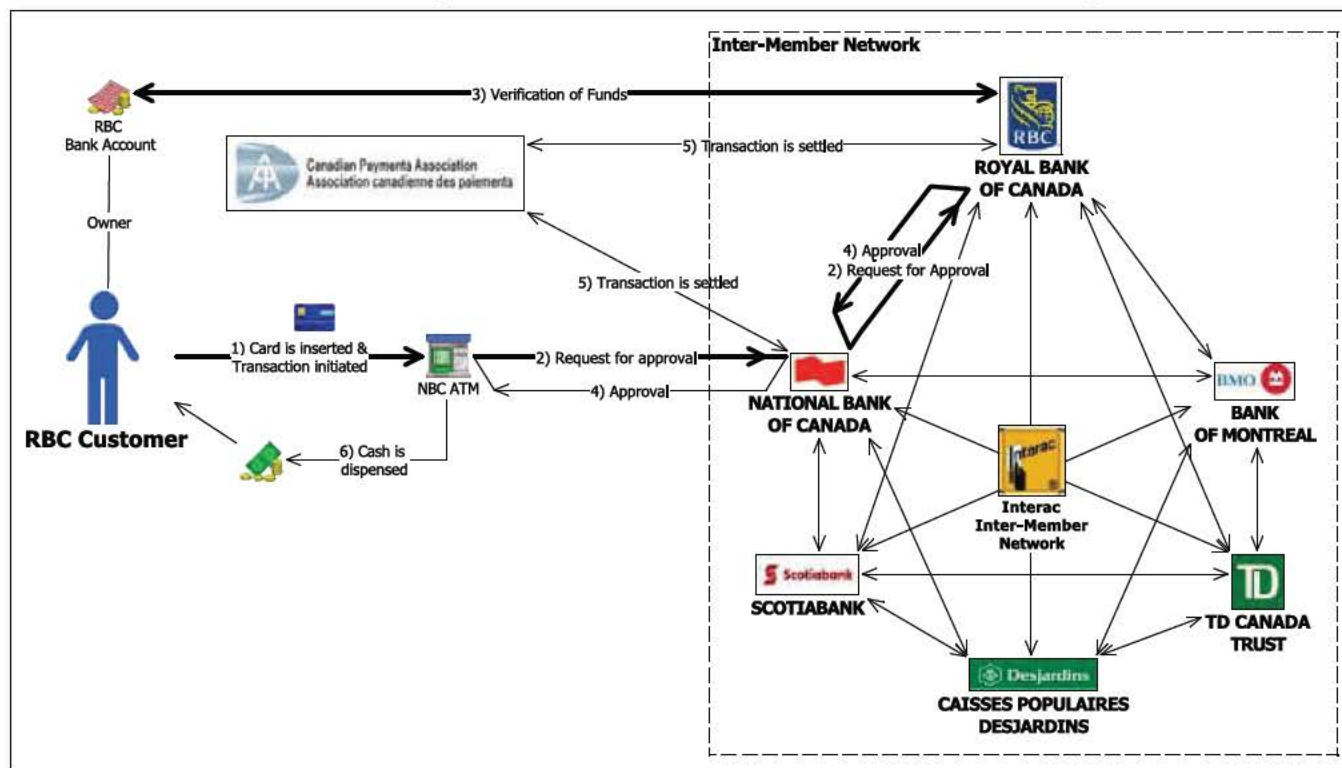 Inter-Member Network
3) Verification of Funds
RBC
Bank Account
RBC
5) Transaction is settled
Canadian Paymenta Association
Association canadienne des paiementa
ROYAL BANK
OF CANADA
Owner
4) Approval
2) Request for Approval
5) Transaction is settled
1) Card is inserted &
Transaction initiated
2) Request for approval
NBC ATM
4) Approval
BMO
NATIONAL BANK
OF CANADA
BANK
OF MONTREAL
RBC Customer
6) Cash is
dispensed
Interac
Interac
Inter-Member
Network
Scotiabank
SCOTIABANK
TD
TD CANADA
TRUST
Desjardins
CAISSES POPULAIRES
DESJARDINS